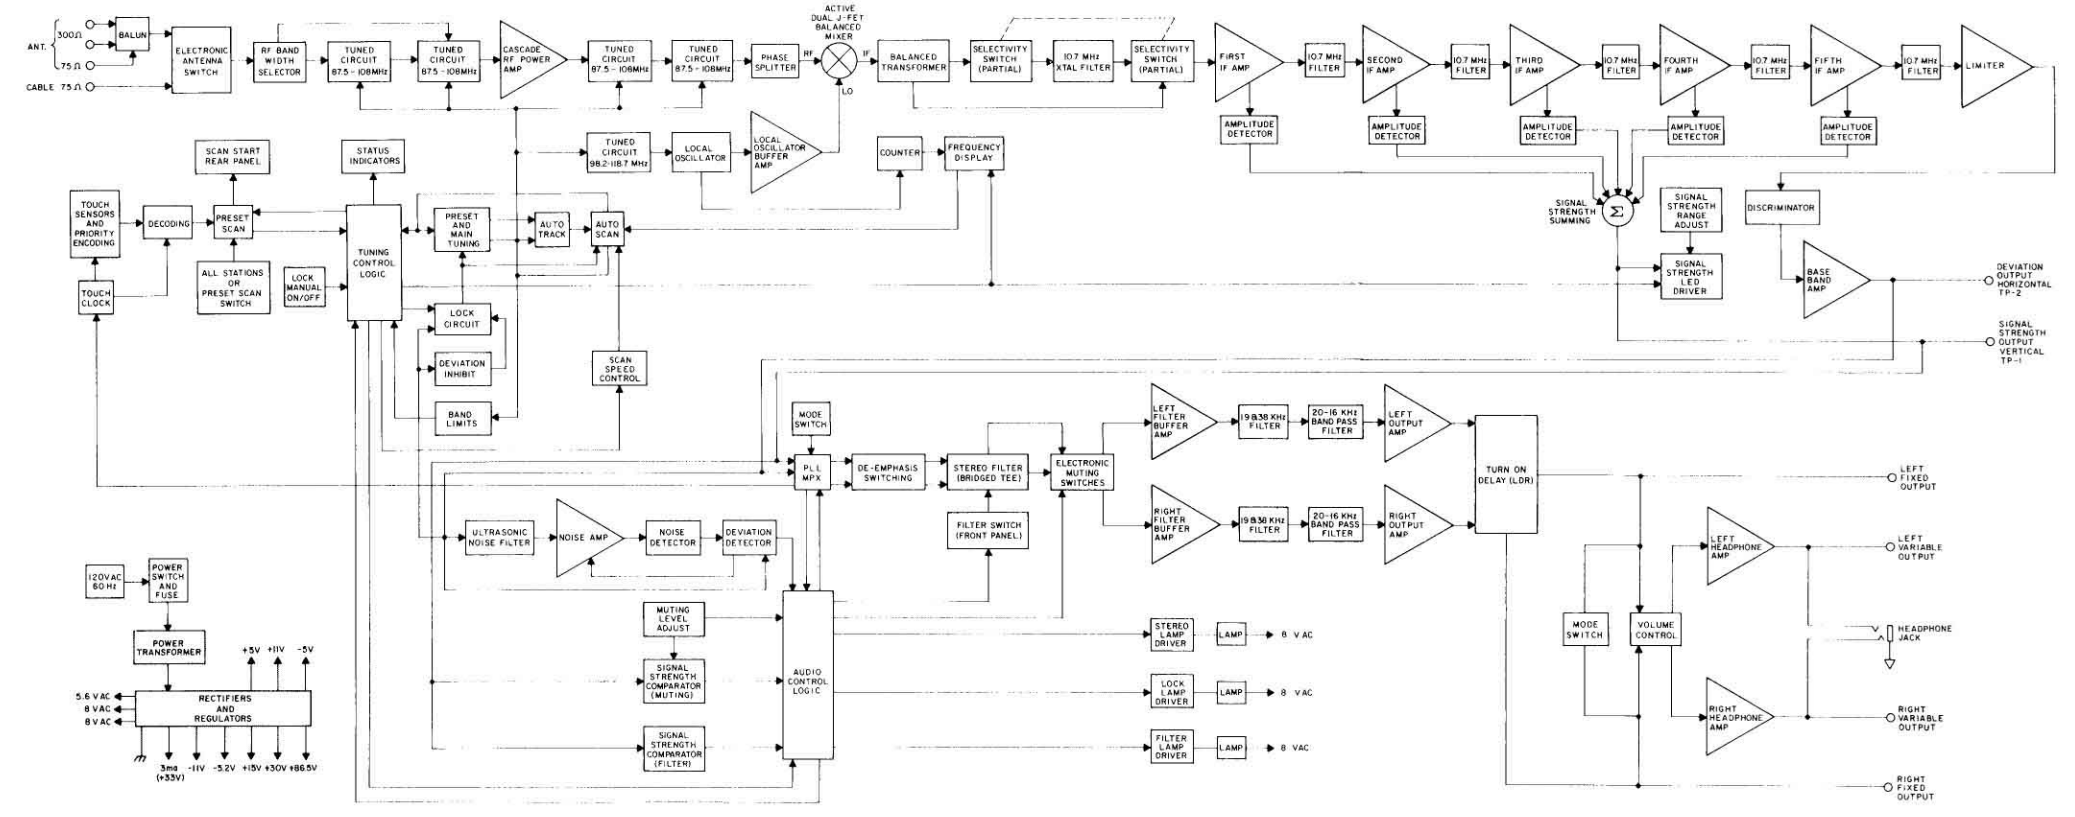 ANT.
300Ω
75Ω
CABLE 75Ω
BALUN
ELECTRONIC
ANTENNA
SWITCH
RF BAND
WIDTH
SELECTOR
TUNED
CIRCUIT
87.5-108MHz
TUNED
CIRCUIT
87.5-108MHz
CASCADE
RF POWER
AMP
TUNED
CIRCUIT
87.5-108MHz
TUNED
CIRCUIT
87.5-108MHz
PHASE
SPLITTER
RF
ACTIVE
DUAL J-FET
BALANCED
MIXER
IF
LO
BALANCED
TRANSFORMER
SELECTIVITY
SWITCH
(PARTIAL)
10.7 MHz
XTAL FILTER
SELECTIVITY
SWITCH
(PARTIAL)
FIRST
IF AMP
10.7 MHz
FILTER
SECOND
IF AMP
10.7 MHz
FILTER
THIRD
IF AMP
10.7 MHz
FILTER
FOURTH
IF AMP
10.7 MHz
FILTER
FIFTH
IF AMP
10.7 MHz
FILTER
LIMITER
AMPLITUDE
DETECTOR
AMPLITUDE
DETECTOR
AMPLITUDE
DETECTOR
AMPLITUDE
DETECTOR
AMPLITUDE
DETECTOR
SCAN START
REAR PANEL
STATUS
INDICATORS
TUNED
CIRCUIT
98.2-118.7 MHz
LOCAL
OSCILLATOR
LOCAL
OSCILLATOR
BUFFER
AMP
COUNTER
FREQUENCY
DISPLAY
TOUCH
SENSORS
AND
PRIORITY
ENCODING
DECODING
PRESET
SCAN
TUNING
CONTROL
LOGIC
PRESET
AND
MAIN
TUNING
AUTO
TRACK
AUTO
SCAN
SIGNAL
STRENGTH
SUMMING
Σ
SIGNAL
STRENGTH
RANGE
ADJUST
DISCRIMINATOR
TOUCH
CLOCK
ALL STATIONS
OR
PRESET SCAN
SWITCH
LOCK
MANUAL
ON/OFF
LOCK
CIRCUIT
SIGNAL
STRENGTH
LED
DRIVER
BASE
BAND
AMP
DEVIATION
OUTPUT
HORIZONTAL
TP-2
SIGNAL
STRENGTH
OUTPUT
VERTICAL
TP-1
DEVIATION
INHIBIT
SCAN
SPEED
CONTROL
BAND
LIMITS
MODE
SWITCH
PLL
MPX
DE-EMPHASIS
SWITCHING
STEREO FILTER
(BRIDGED TEE)
ELECTRONIC
MUTING
SWITCHES
LEFT
FILTER
BUFFER
AMP
19&38 KHz
FILTER
20-16 KHz
BAND PASS
FILTER
LEFT
OUTPUT
AMP
TURN ON
DELAY (LDR)
LEFT
FIXED
OUTPUT
ULTRASONIC
NOISE FILTER
NOISE AMP
NOISE
DETECTOR
DEVIATION
DETECTOR
FILTER SWITCH
(FRONT PANEL)
RIGHT
FILTER
BUFFER
AMP
19&38 KHz
FILTER
20-16 KHz
BAND PASS
FILTER
RIGHT
OUTPUT
AMP
LEFT
HEADPHONE
AMP
LEFT
VARIABLE
OUTPUT
120VAC
60Hz
POWER
SWITCH
AND
FUSE
POWER
TRANSFORMER
MUTING
LEVEL
ADJUST
AUDIO
CONTROL
LOGIC
STEREO
LAMP
DRIVER
LAMP
8 VAC
MODE
SWITCH
VOLUME
CONTROL
HEADPHONE
JACK
+5V
+11V
-5V
5.6 VAC
8 VAC
8 VAC
RECTIFIERS
AND
REGULATORS
3ma
(+33V)
-11V
-5.2V
+15V
+30V
+86.5V
SIGNAL
STRENGTH
COMPARATOR
(MUTING)
LOCK
LAMP
DRIVER
LAMP
8 VAC
RIGHT
HEADPHONE
AMP
RIGHT
VARIABLE
OUTPUT
SIGNAL
STRENGTH
COMPARATOR
(FILTER)
FILTER
LAMP
DRIVER
LAMP
8 VAC
RIGHT
FIXED
OUTPUT